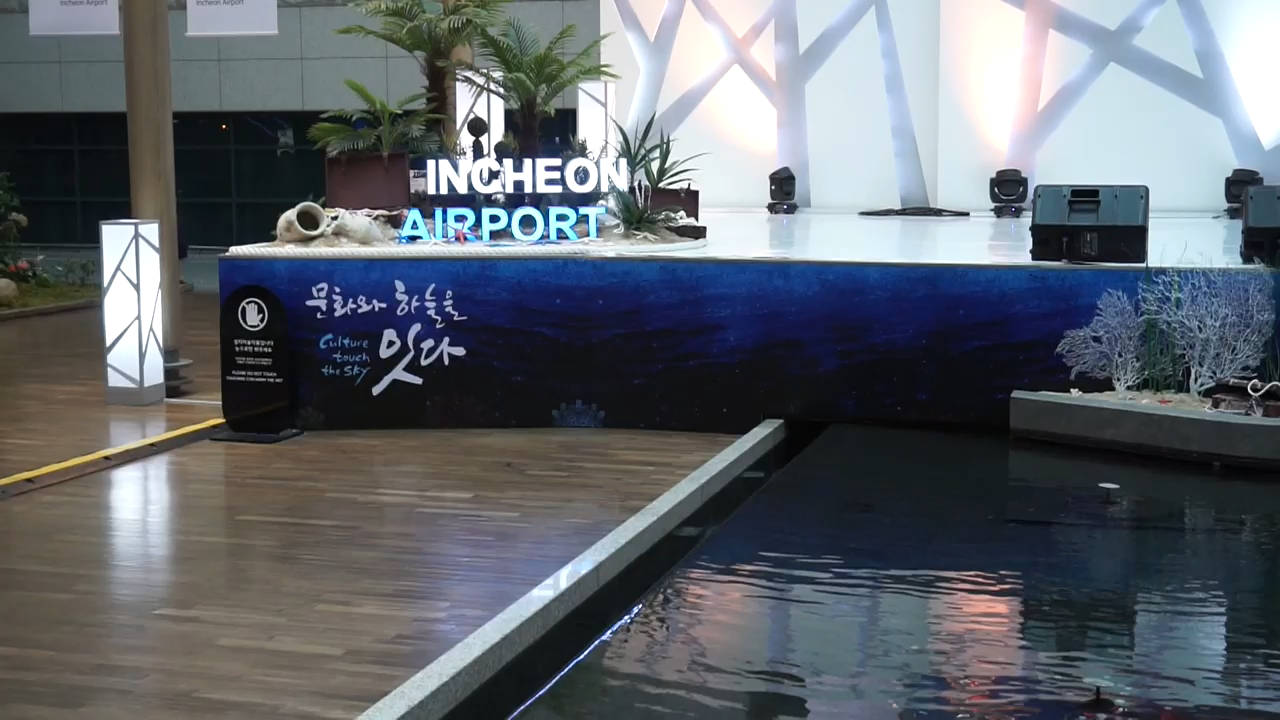 Incheon Airport
Incheon Airport
INCHEON
AIRPORT
문화와 하늘을
잇다
Culture
touch
the SKY
PLEASE DO NOT TOUCH